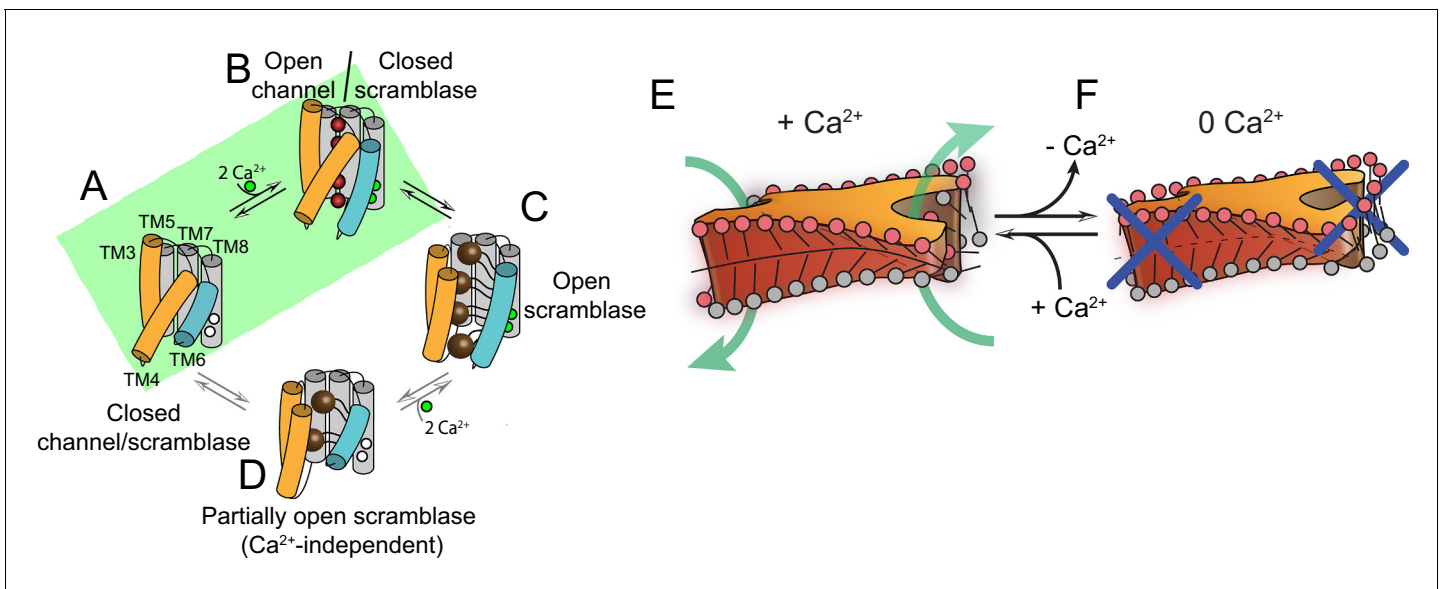 B
Open
channel
Closed
scramblase
2 Ca²⁺
A
TM5
TM3
TM7
TM8
TM6
TM4
Closed
channel/scramblase
C
Open
scramblase
2 Ca²⁺
D
Partially open scramblase
(Ca²⁺-independent)
E
+ Ca²⁺
- Ca²⁺
+ Ca²⁺
F
0 Ca²⁺